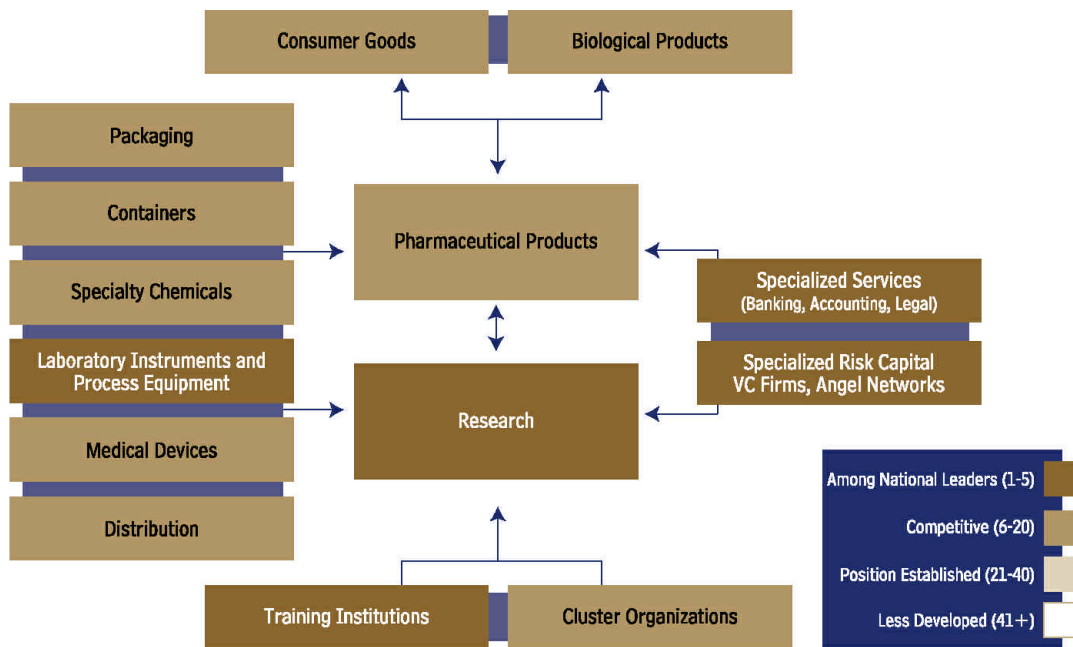 Consumer Goods
Biological Products
Packaging
Containers
Specialty Chemicals
Laboratory Instruments and
Process Equipment
Medical Devices
Distribution
Pharmaceutical Products
Research
Specialized Services
(Banking, Accounting, Legal)
Specialized Risk Capital
VC Firms, Angel Networks
Training Institutions
Cluster Organizations
Among National Leaders (1-5)
Competitive (6-20)
Position Established (21-40)
Less Developed (41+)